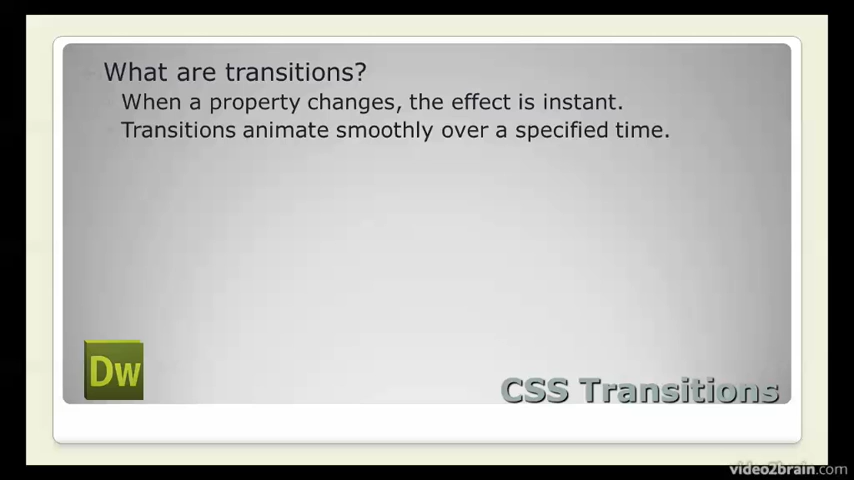 What are transitions?
When a property changes, the effect is instant.
Transitions animate smoothly over a specified time.
Dw
CSS Transitions
video2brain.com